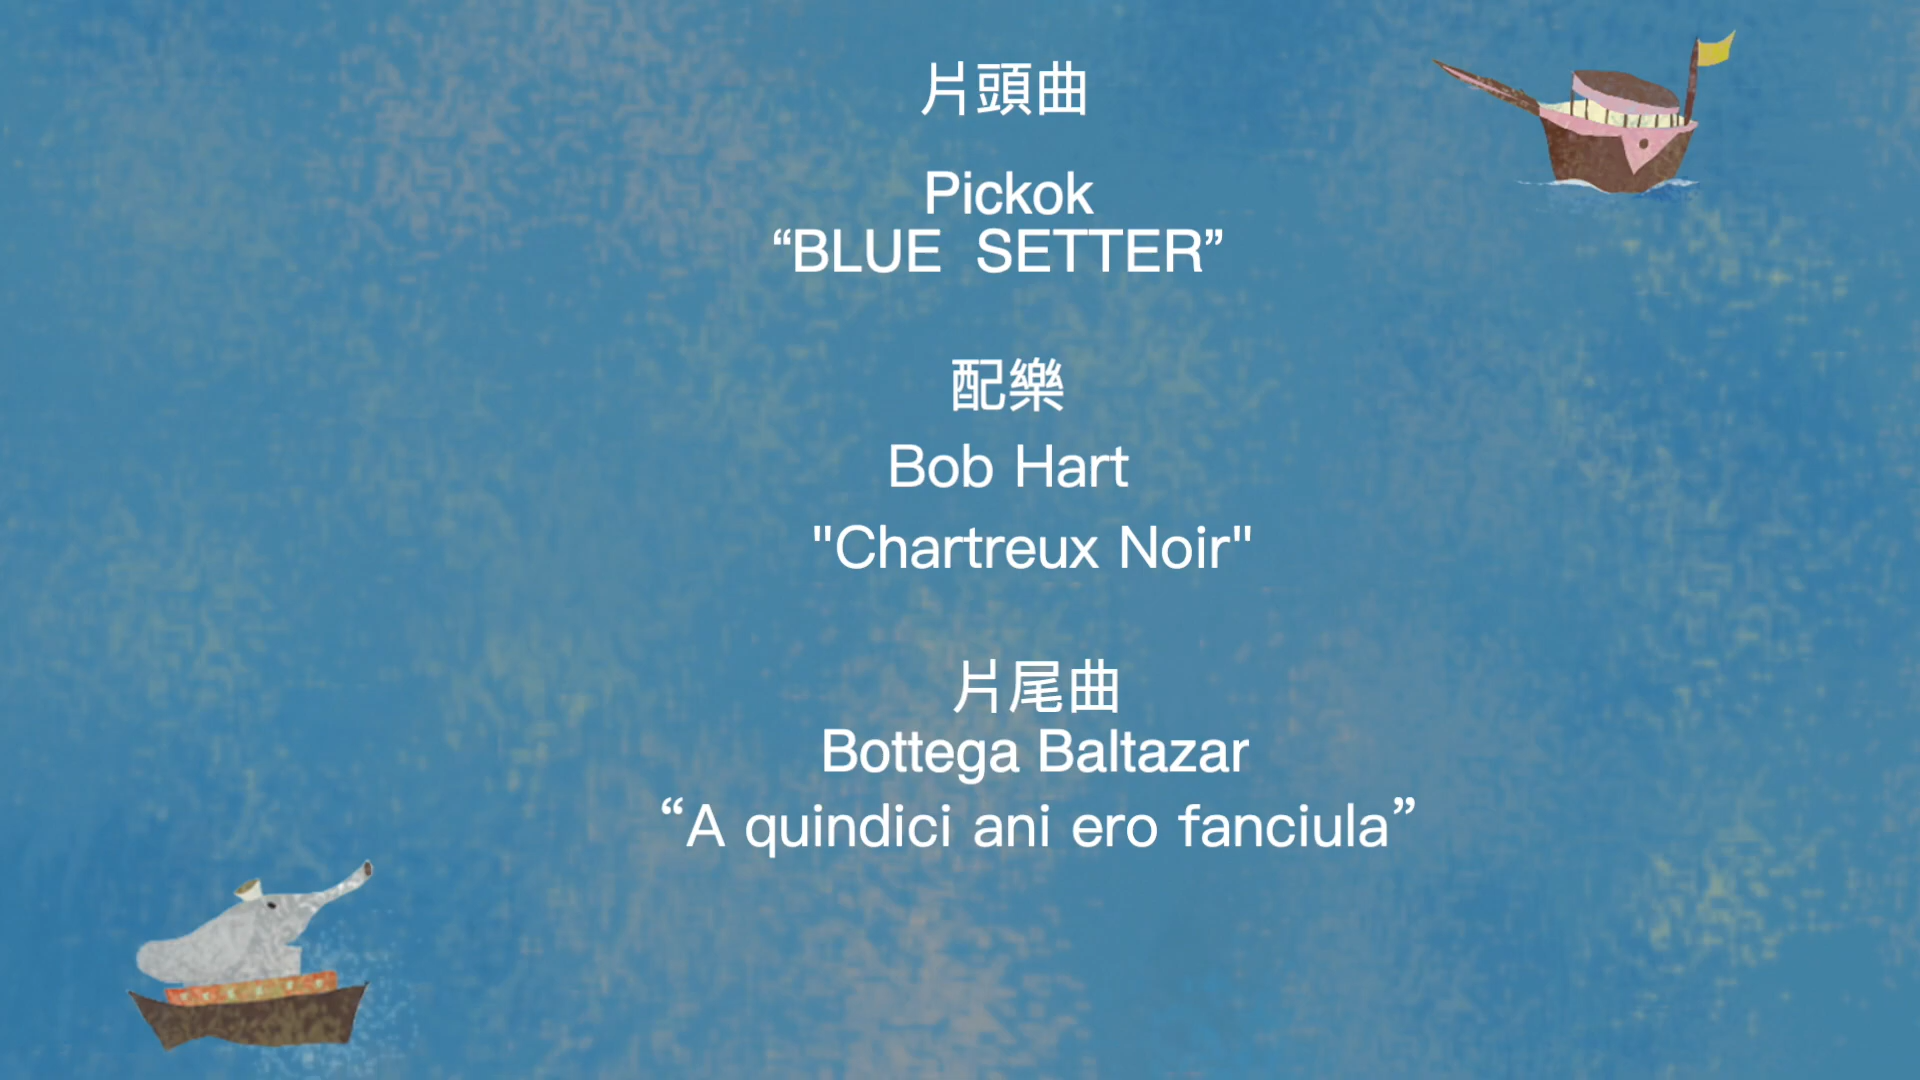 片頭曲
Pickok
“BLUE SETTER”
配樂
Bob Hart
"Chartreux Noir"
片尾曲
Bottega Baltazar
“A quindici ani ero fanciula”